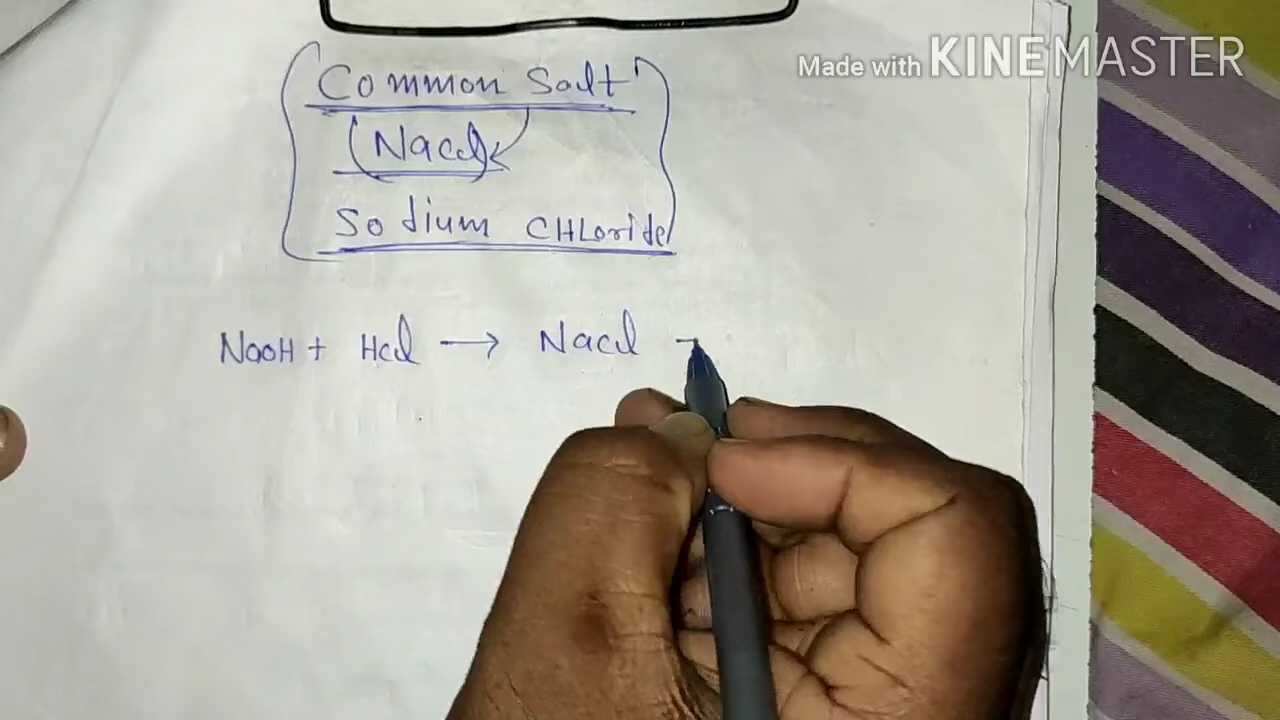 Made with KINEMASTER
Common Salt
(Nacl)
Sodium CHLoride
NaOH + Hcl → Nacl -